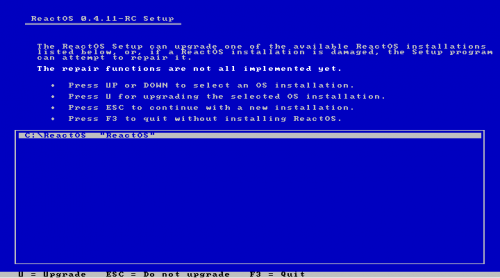 ReactOS 0.4.11-RC Setup
The ReactOS Setup can upgrade one of the available ReactOS installations
listed below, or, if a ReactOS installation is damaged, the Setup program
can attempt to repair it.
The repair functions are not all implemented yet.
• Press UP or DOWN to select an OS installation.
• Press U for upgrading the selected OS installation.
• Press ESC to continue with a new installation.
• Press F3 to quit without installing ReactOS.
C:\ReactOS "ReactOS"
U = Upgrade ESC = Do not upgrade F3 = Quit